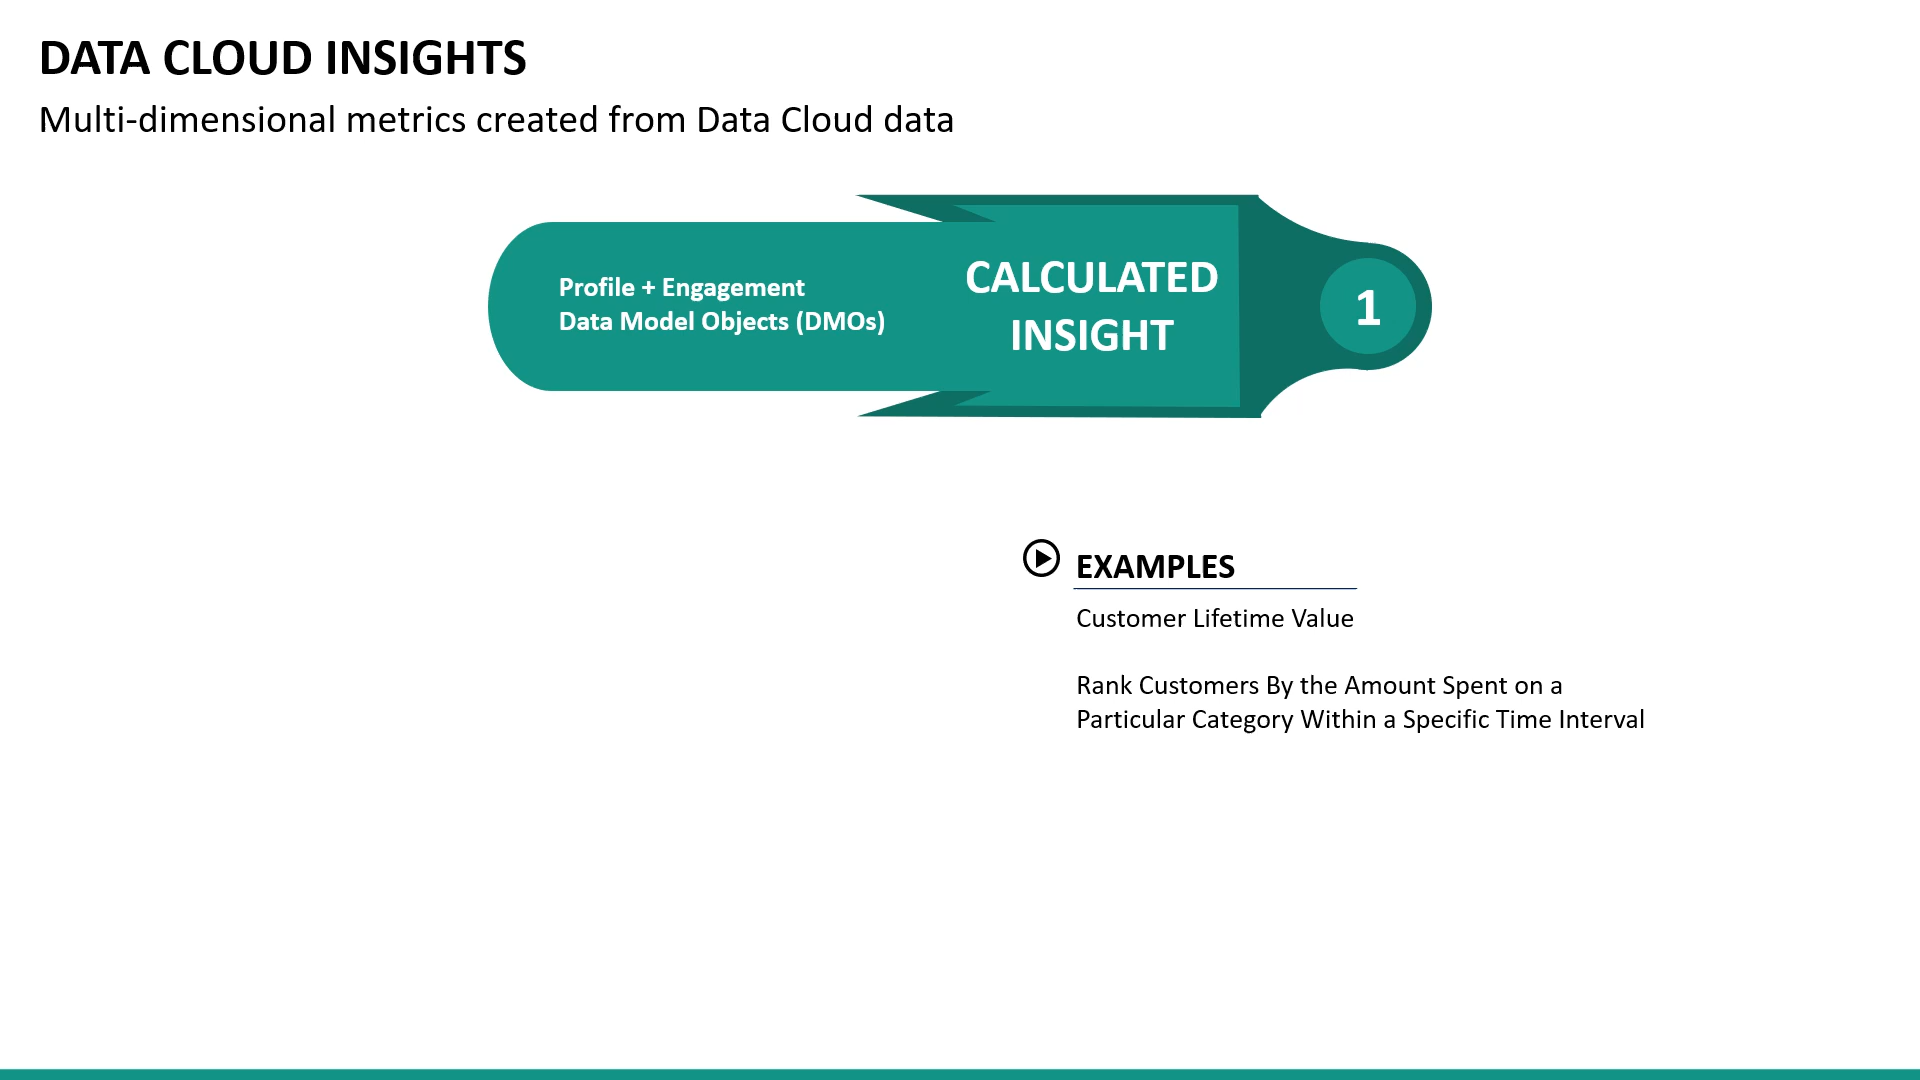 DATA CLOUD INSIGHTS
Multi-dimensional metrics created from Data Cloud data
Profile + Engagement
Data Model Objects (DMOs)
CALCULATED
INSIGHT
1
EXAMPLES
Customer Lifetime Value
Rank Customers By the Amount Spent on a
Particular Category Within a Specific Time Interval